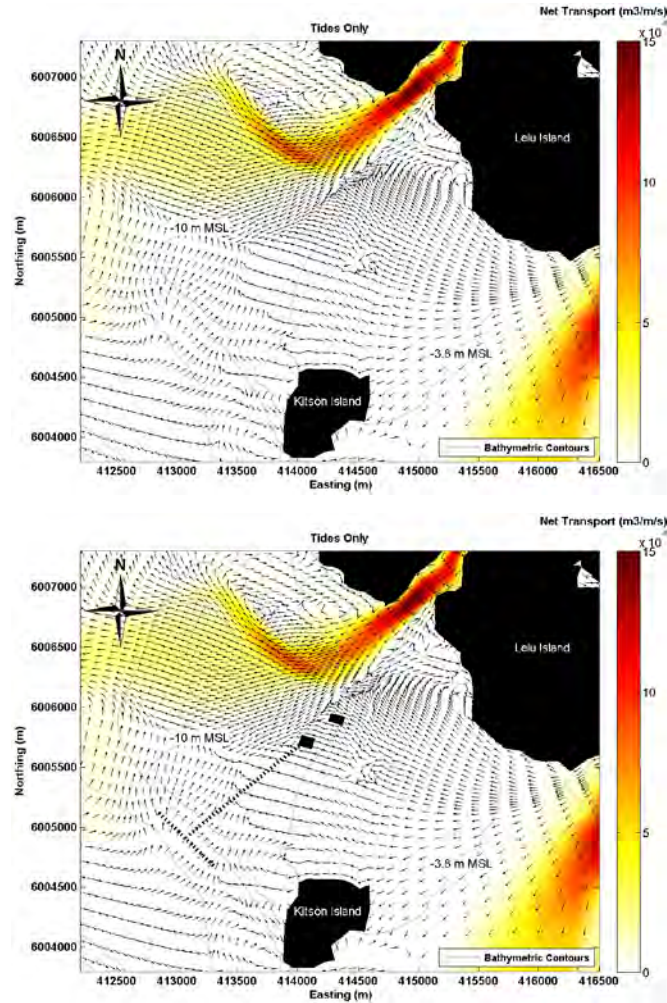 Net Transport (m3/m/s)
Tides Only
x 10
15
N
6007000
6006500
Lelu Island
10
6006000
Northing (m)
-10 m MSL
6005500
6005000
5
-3.8 m MSL
6004500
Kitson Island
6004000
Bathymetric Contours
0
412500 413000 413500 414000 414500 415000 415500 416000 416500
Easting (m)
Net Transport (m3/m/s)
Tides Only
x 10
15
N
6007000
6006500
Lelu Island
10
6006000
Northing (m)
-10 m MSL
6005500
6005000
5
-3.8 m MSL
6004500
Kitson Island
6004000
Bathymetric Contours
0
412500 413000 413500 414000 414500 415000 415500 416000 416500
Easting (m)